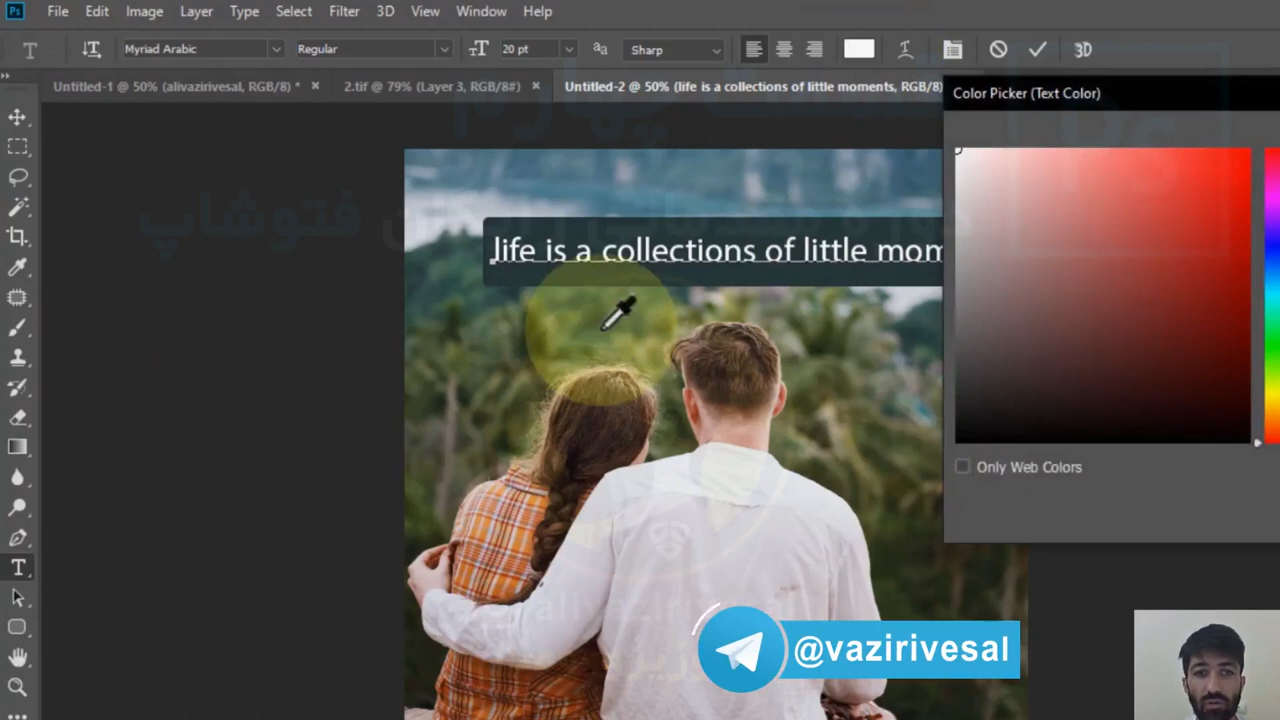 Ps File Edit Image Layer Type Select Filter 3D View Window Help
T Myriad Arabic Regular 20 pt aa Sharp 3D
Untitled-1 @ 50% (alivazirivesal, RGB/8) * × 2.tif @ 79% (Layer 3, RGB/8#) × Untitled-2 @ 50% (life is a collections of little moments, RGB/8)
Color Picker (Text Color)
life is a collections of little mom
Only Web Colors
@vazirivesal